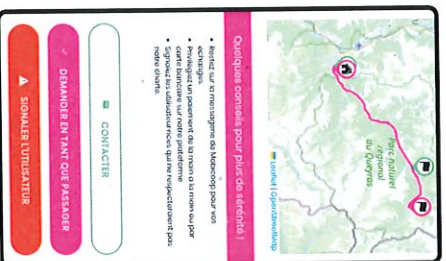 Parc naturel
régional
du Queyras
Leaflet | OpenStreetMap
Quelques conseils pour plus de sérénité !
• Restez sur la messagerie de Mobicoop pour vos
échanges.
• Privilégiez un paiement de la main à la main ou par
carte bancaire sur notre plateforme
• Signalez les utilisateur·rices qui ne respecteraient pas
notre charte.
CONTACTER
DEMANDER EN TANT QUE PASSAGER
SIGNALER L'UTILISATEUR